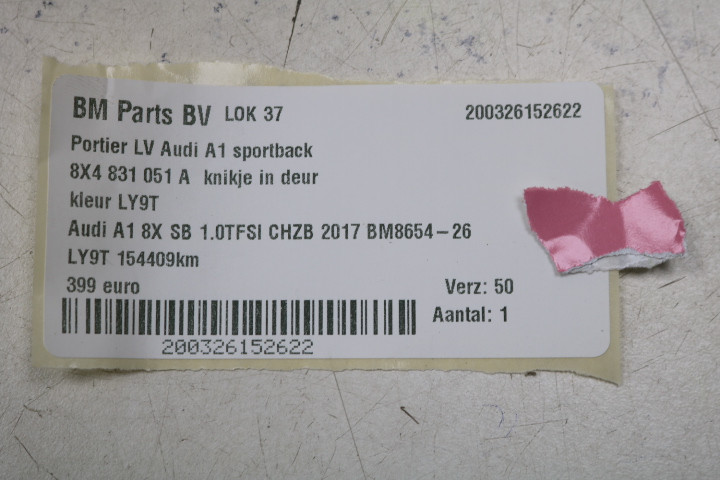 BM Parts BV LOK 37 200326152622
Portier LV Audi A1 sportback
8X4 831 051 A knikje in deur
kleur LY9T
Audi A1 8X SB 1.0TFSI CHZB 2017 BM8654-26
LY9T 154409km
399 euro Verz: 50
Aantal: 1
200326152622